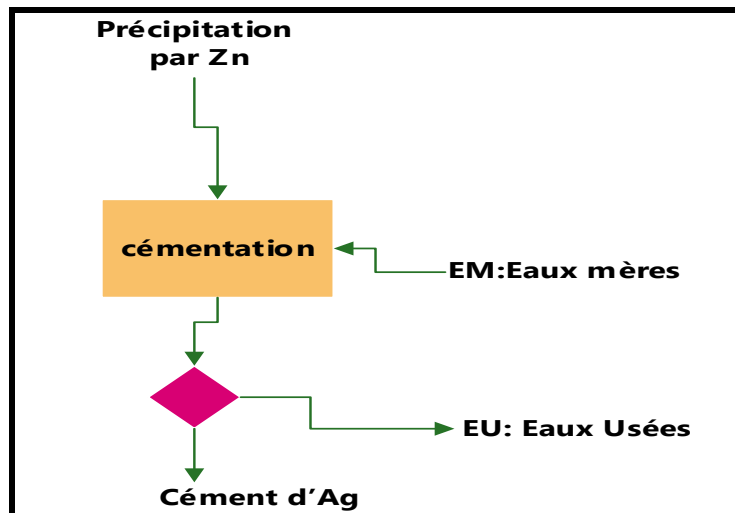 Précipitation
par Zn
cémentation
EM:Eaux mères
EU: Eaux Usées
Cément d’Ag